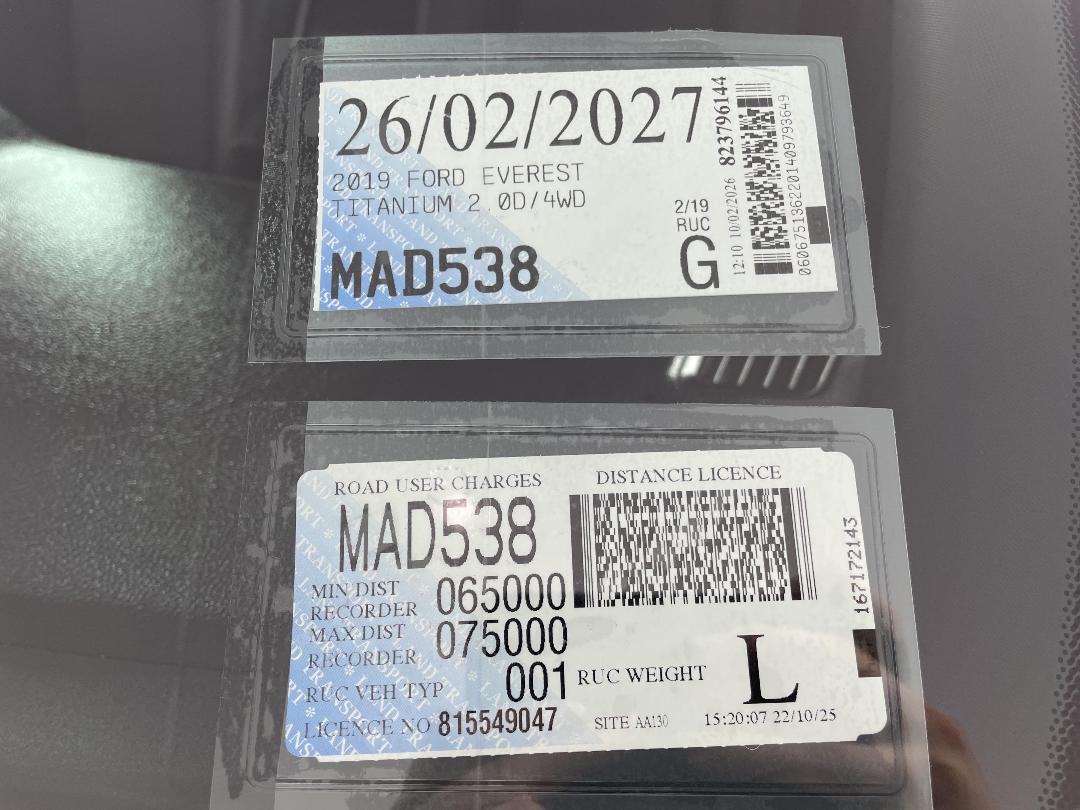 26/02/2027
2019 FORD EVEREST
TITANIUM 2.0D/4WD
2/19
RUC
MAD538
G
12:10 10/02/2026 823796144
0606751362201409793649
ROAD USER CHARGES
DISTANCE LICENCE
MAD538
MIN DIST
RECORDER 065000
MAX DIST
RECORDER 075000
RUC VEH TYP 001
RUC WEIGHT L
LICENCE NO 815549047
SITE AA130
15:20:07 22/10/25
167172143